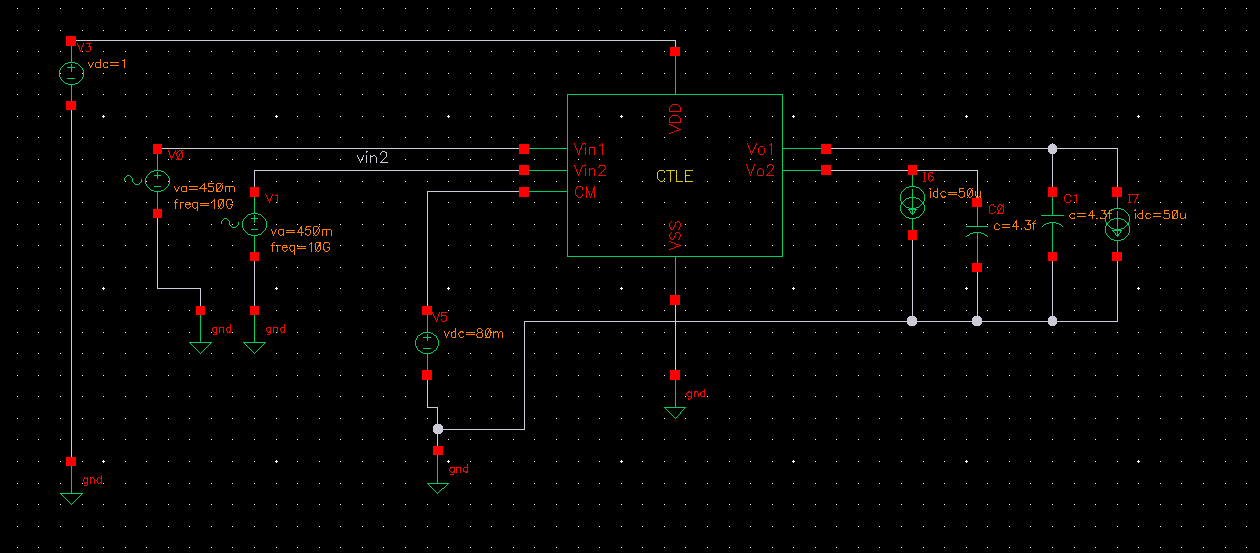 V3
vdc=1
VDD
V0
vin2
Vin1
Vo1
va=450m
freq=10G
Vin2
Vo2
CTLE
I6
idc=50u
CM
V1
C1
I7
C0
c=4.3f
idc=50u
c=4.3f
va=450m
freq=10G
VSS
V5
vdc=80m
gnd
gnd
gnd
gnd
gnd